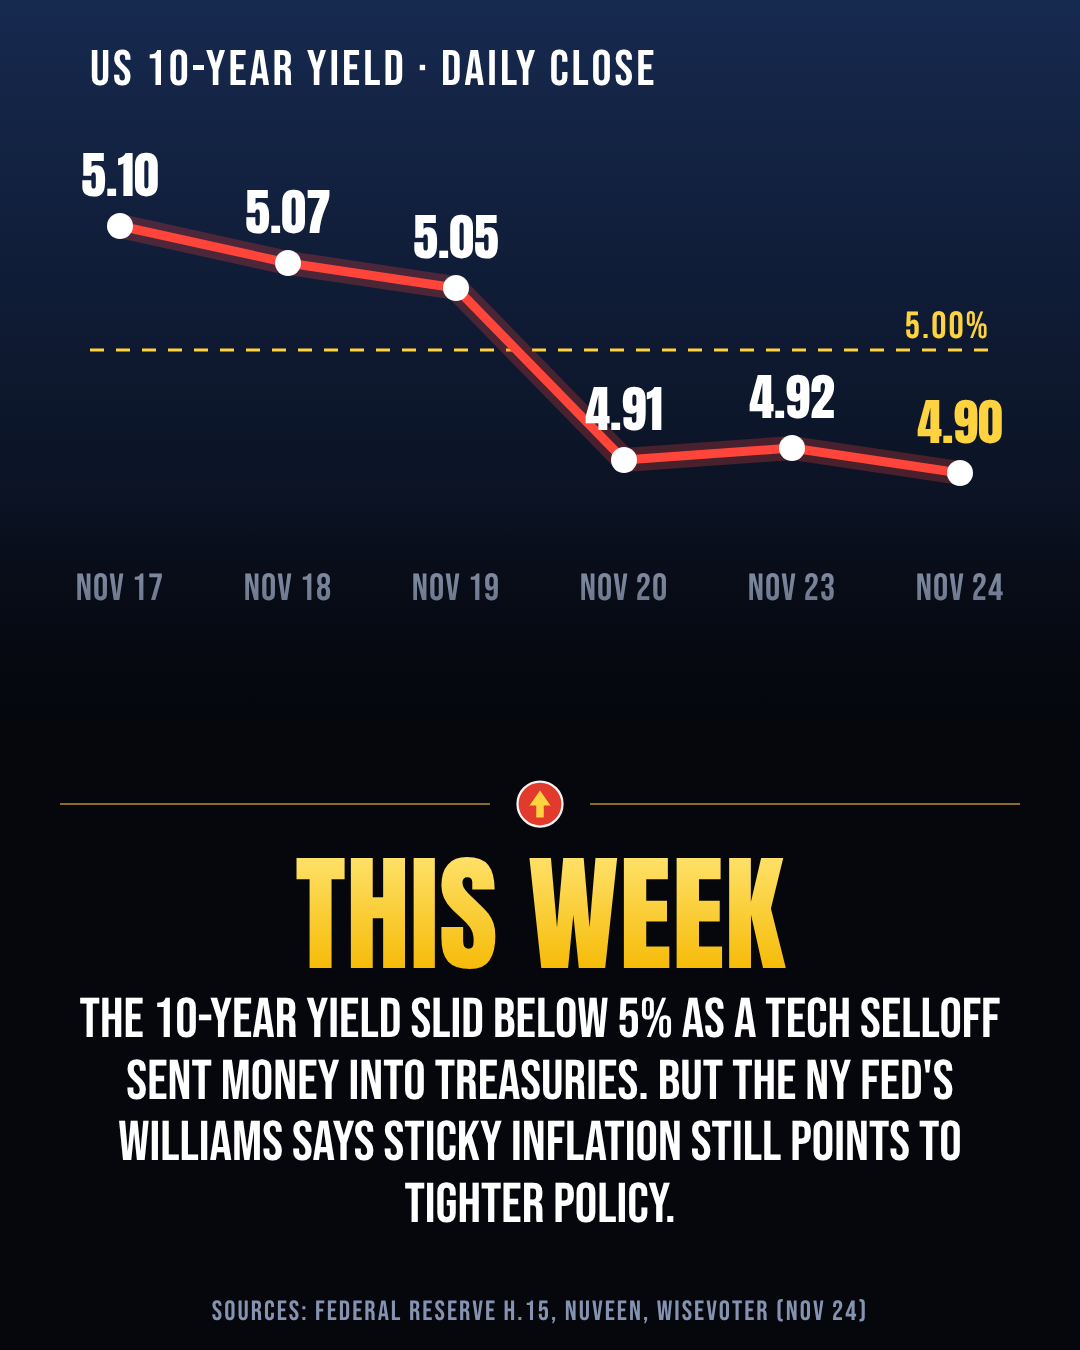 US 10-YEAR YIELD · DAILY CLOSE
5.10
5.07
5.05
5.00%
4.91
4.92
4.90
NOV 17
NOV 18
NOV 19
NOV 20
NOV 23
NOV 24
THIS WEEK
THE 10-YEAR YIELD SLID BELOW 5% AS A TECH SELLOFF
SENT MONEY INTO TREASURIES. BUT THE NY FED'S
WILLIAMS SAYS STICKY INFLATION STILL POINTS TO
TIGHTER POLICY.
SOURCES: FEDERAL RESERVE H.15, NUVEEN, WISEVOTER (NOV 24)